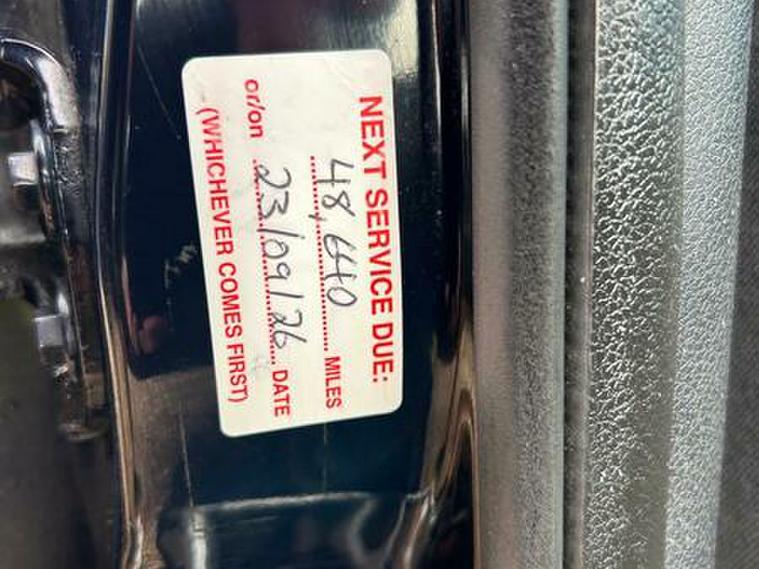 NEXT SERVICE DUE:
48,640 MILES
or/on 23/09/26 DATE
(WHICHEVER COMES FIRST)